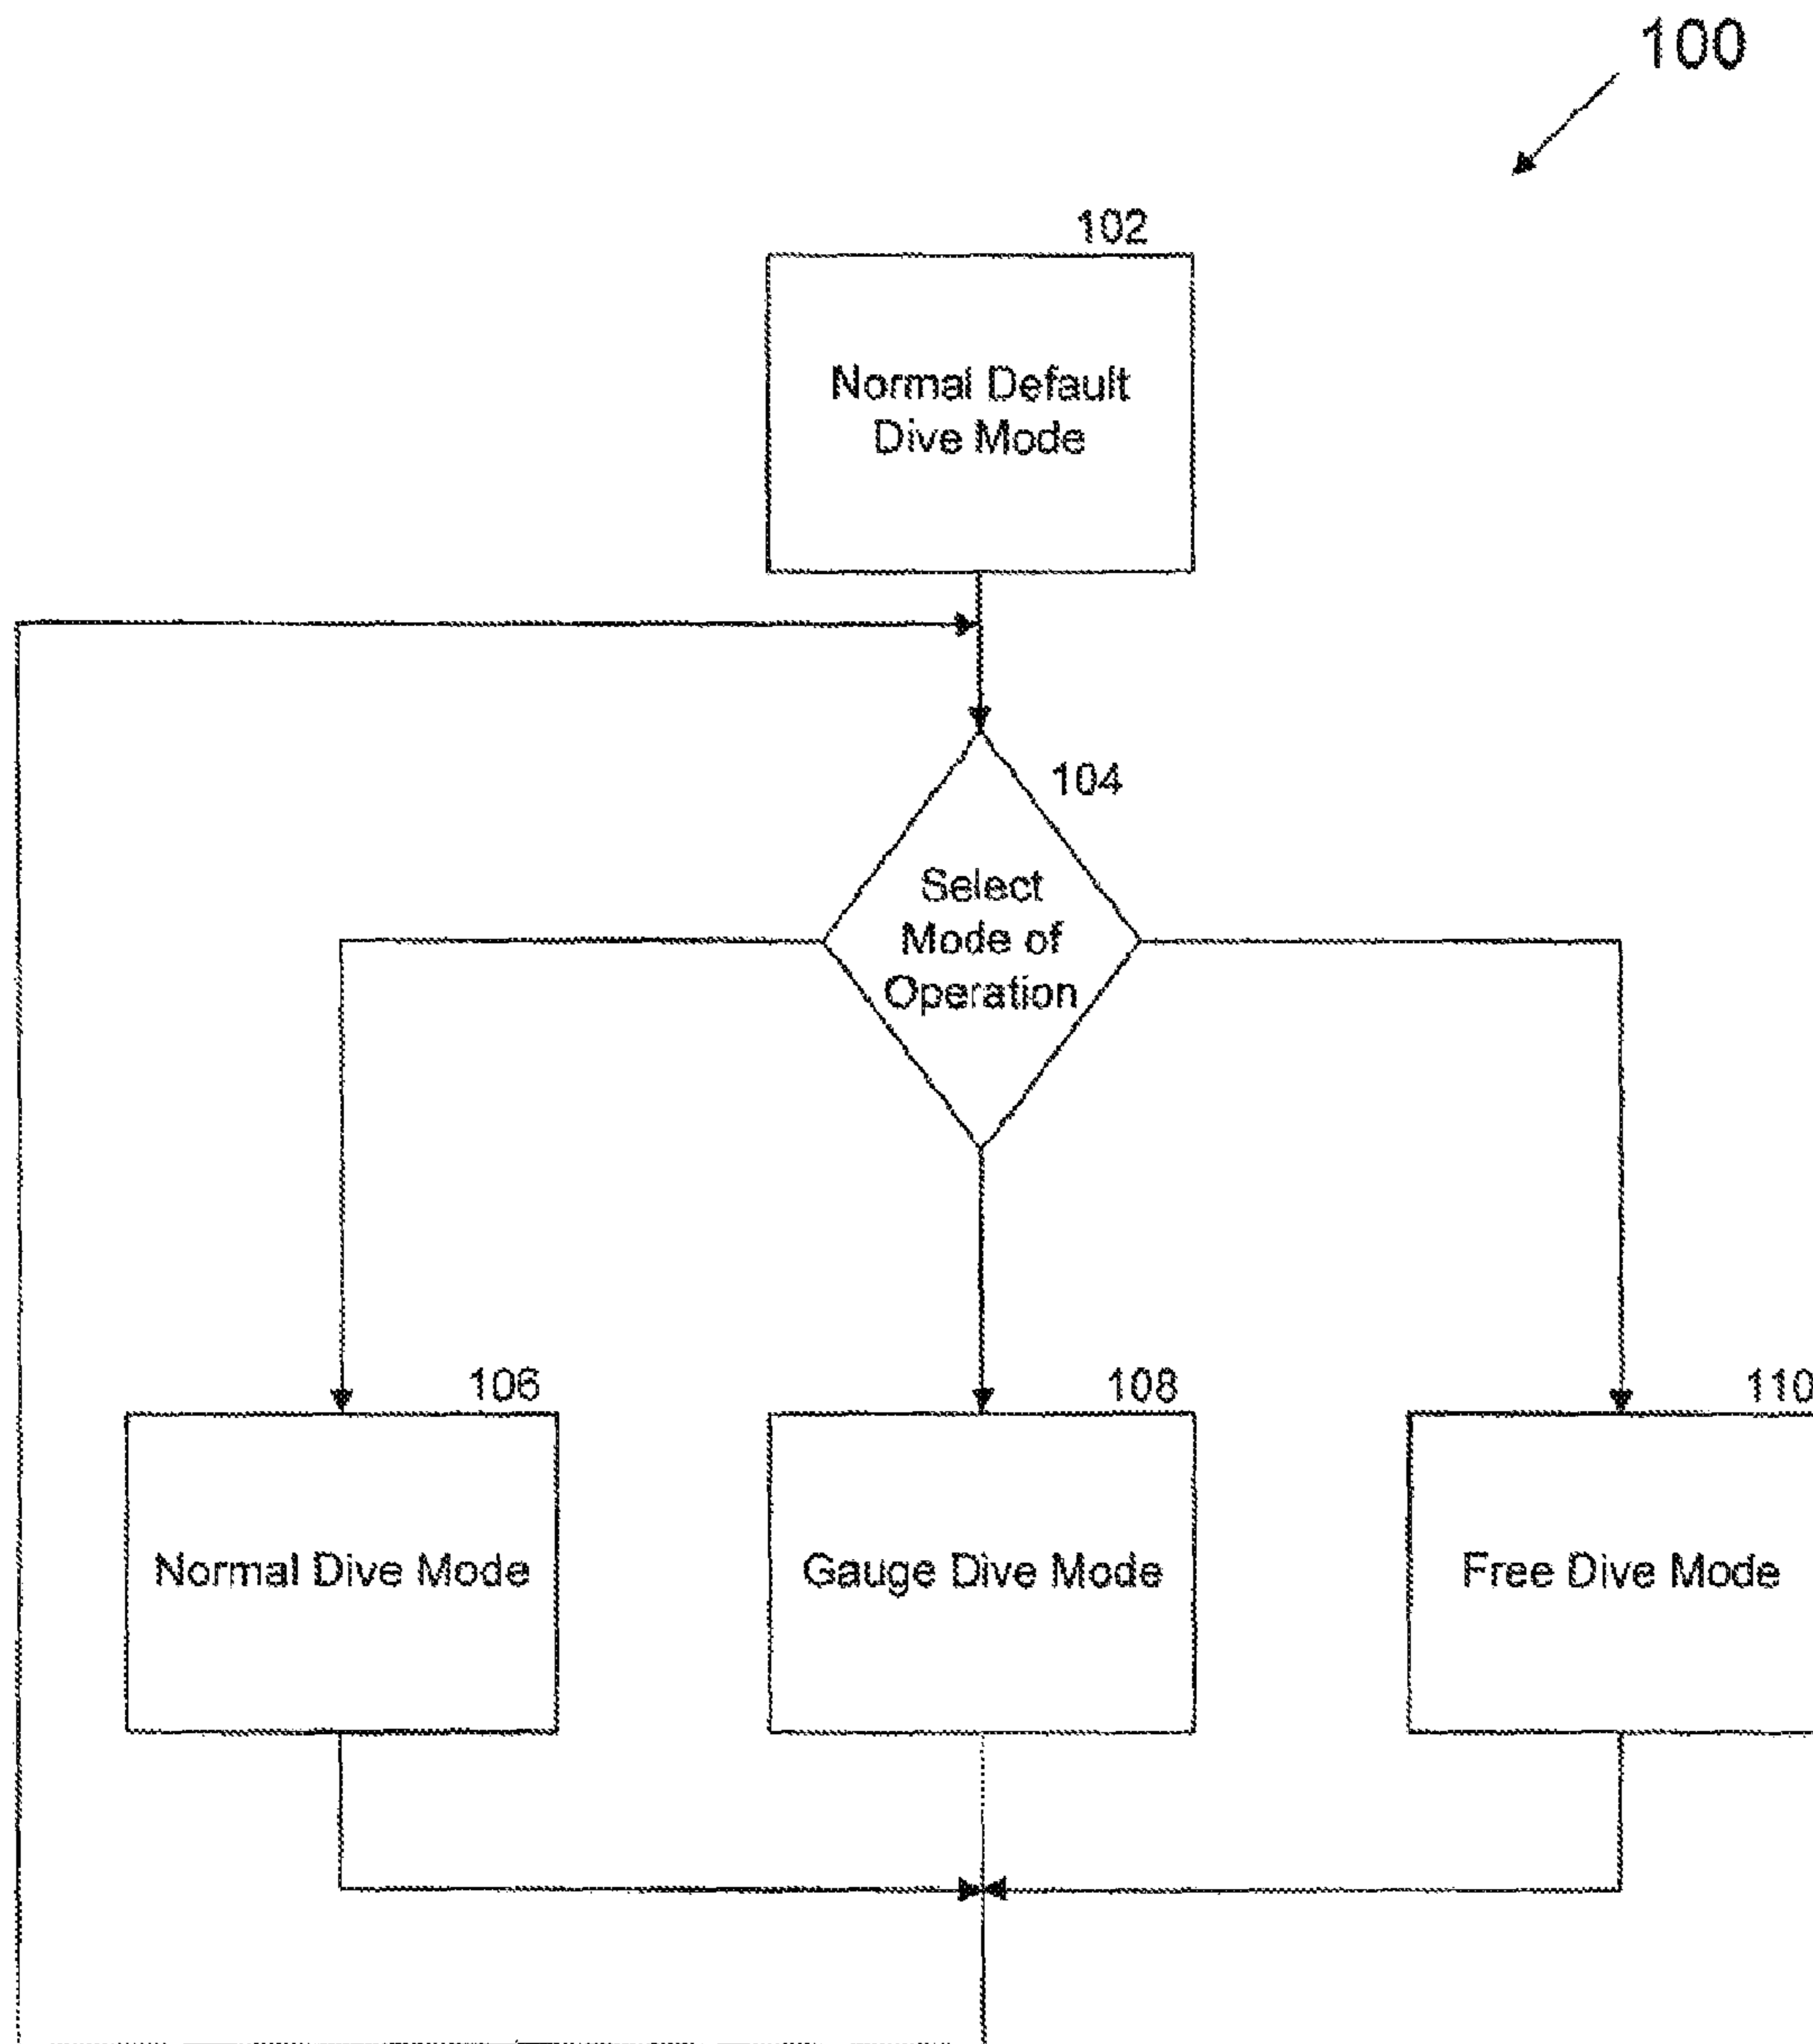 100
102
Normal Default
Dive Mode
104
Select
Mode of
Operation
106
108
110
Normal Dive Mode
Gauge Dive Mode
Free Dive Mode